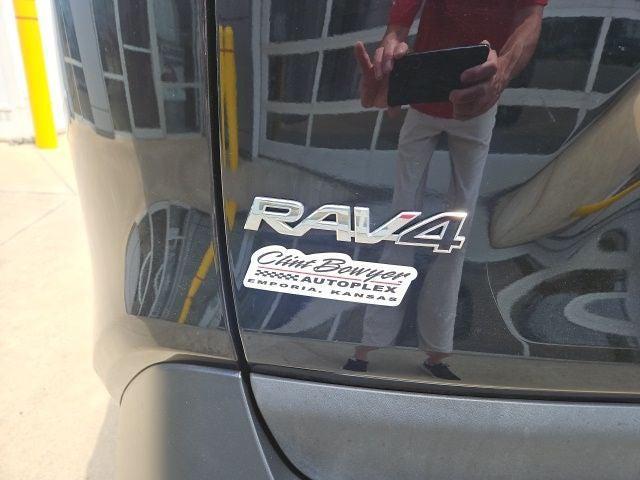 RAV4
Clint Bowyer
AUTOPLEX
EMPORIA, KANSAS